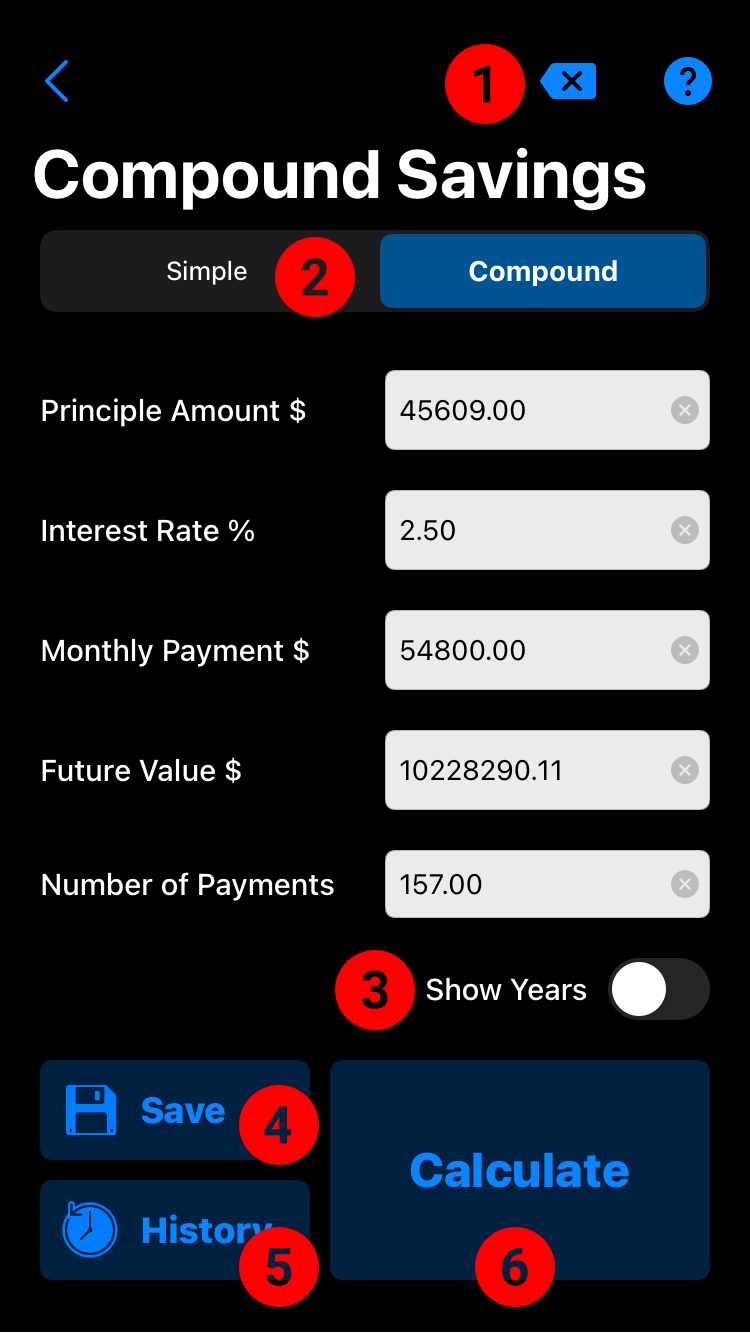 1 ?
Compound Savings
Simple 2 Compound
Principle Amount $ 45609.00
Interest Rate % 2.50
Monthly Payment $ 54800.00
Future Value $ 10228290.11
Number of Payments 157.00
3 Show Years
Save 4
Calculate
History 5
6